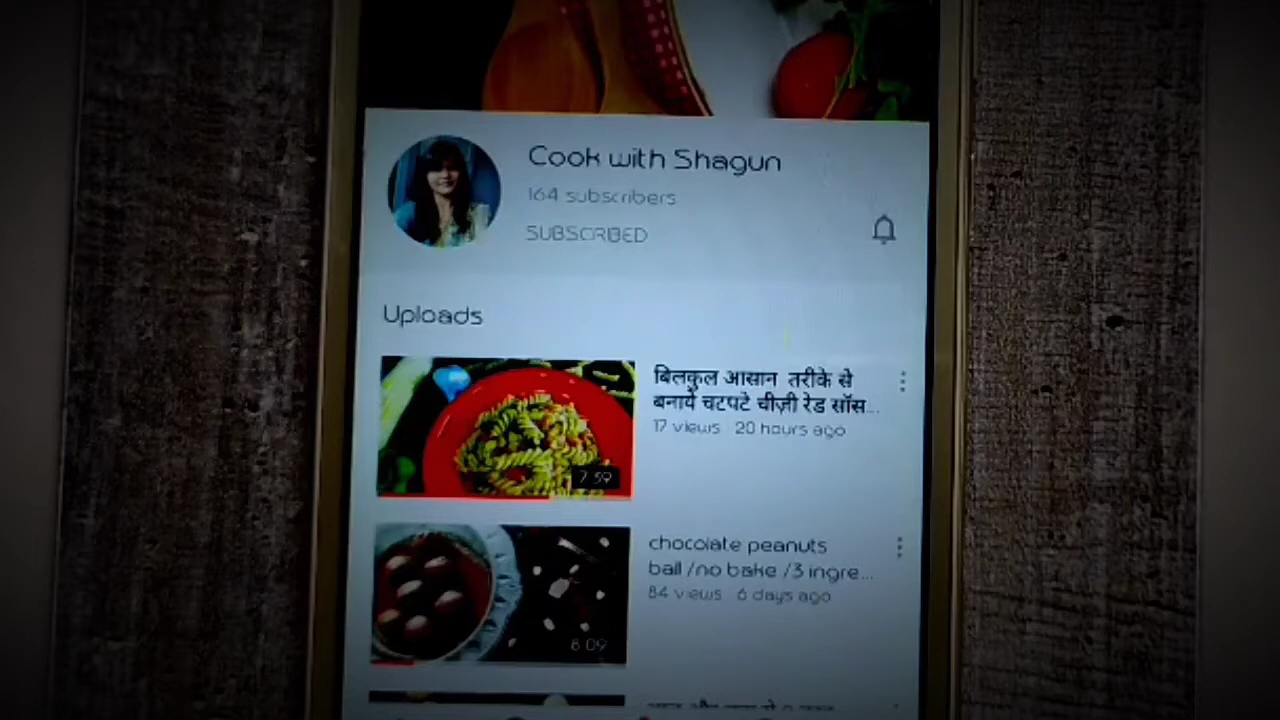 Cook with Shagun
164 subscribers
SUBSCRIBED
Uploads
बिलकुल आसान तरीके से
बनायें चटपटे चीज़ी रेड सॉस...
17 views 20 hours ago
7:59
chocolate peanuts
ball /no bake /3 ingre...
84 views 6 days ago
8:09